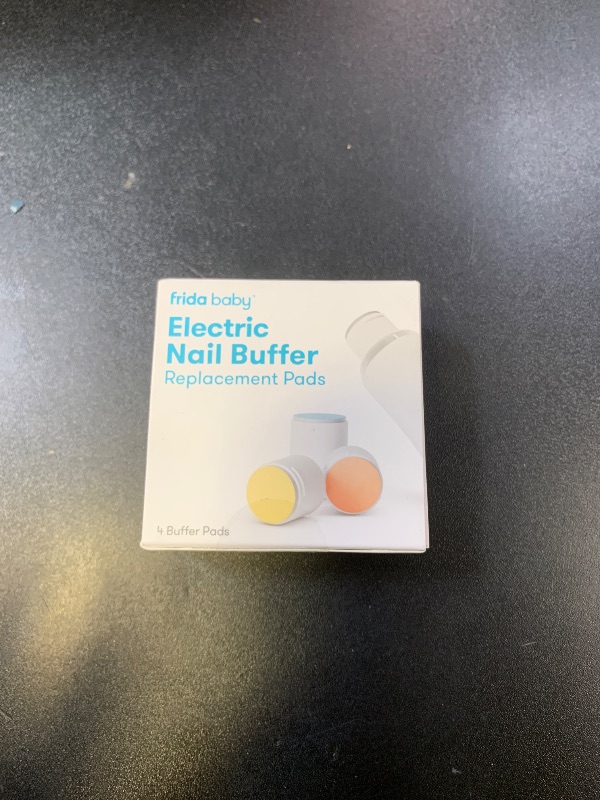 frida baby
Electric
Nail Buffer
Replacement Pads
4 Buffer Pads